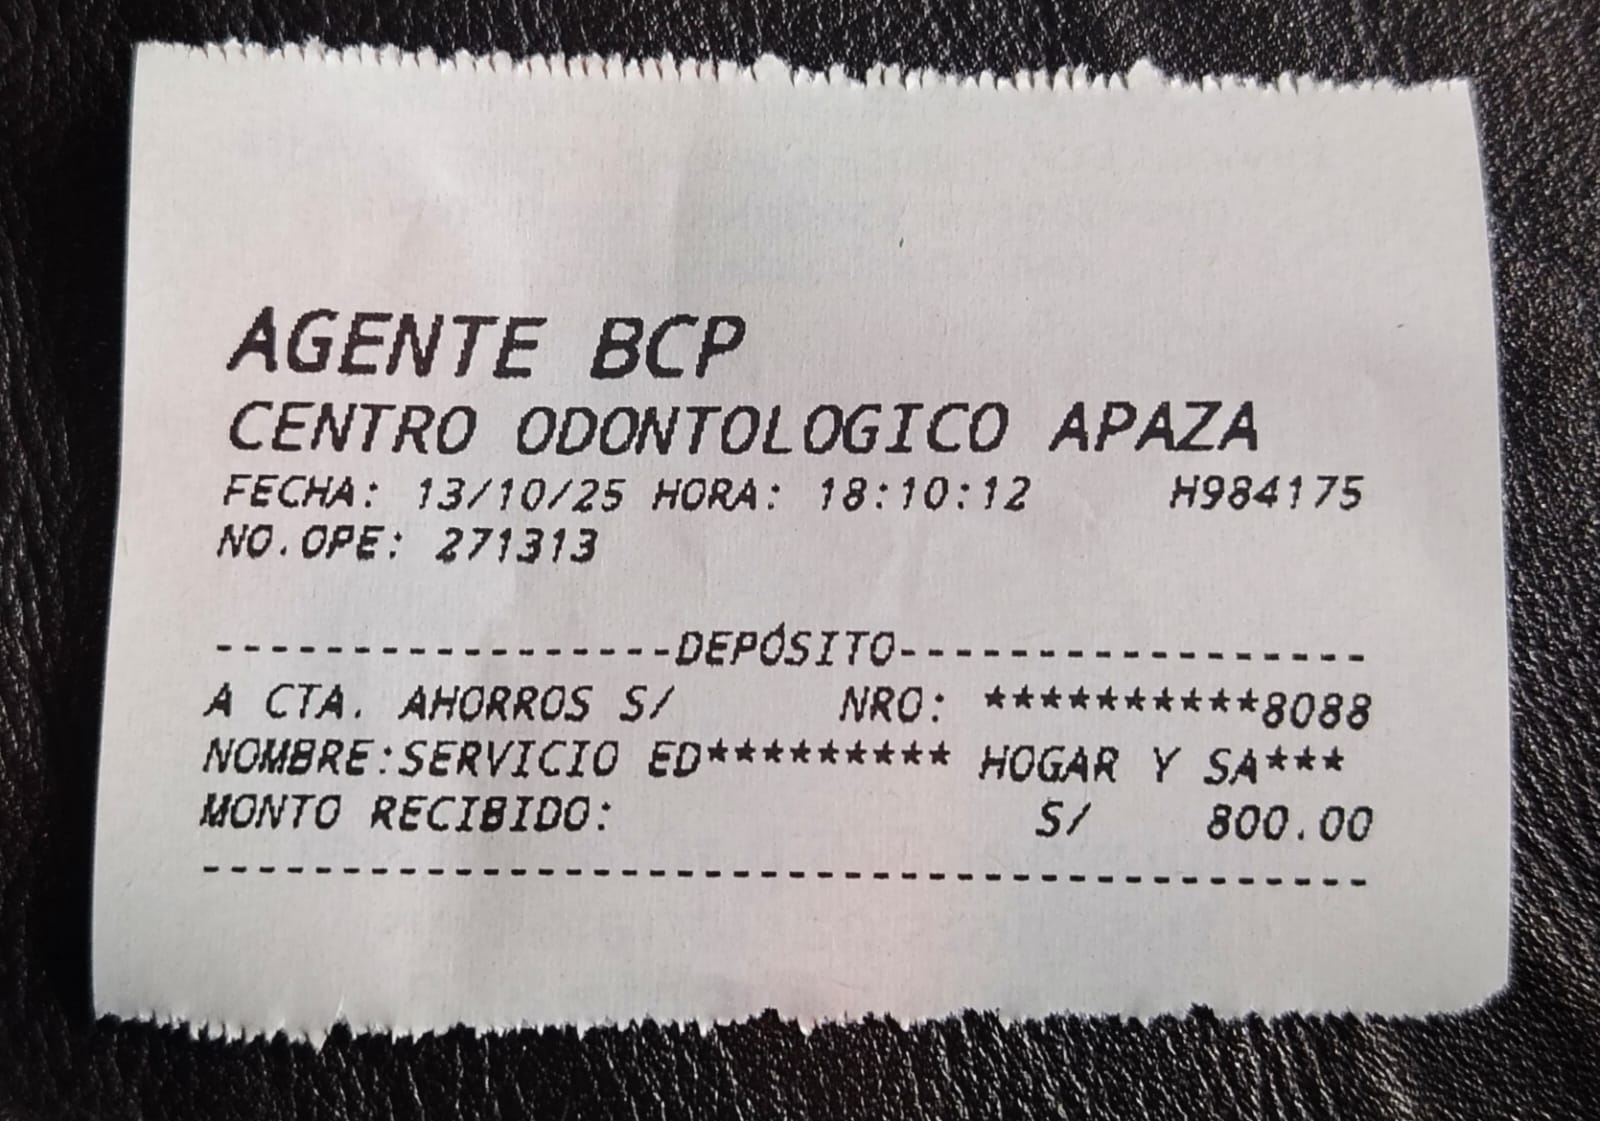 AGENTE BCP
CENTRO ODONTOLOGICO APAZA
FECHA: 13/10/25 HORA: 18:10:12 H984175
NO.OPE: 271313
-----------------DEPÓSITO-----------------
A CTA. AHORROS S/ NRO: **********8088
NOMBRE:SERVICIO ED********* HOGAR Y SA***
MONTO RECIBIDO: S/ 800.00
------------------------------------------